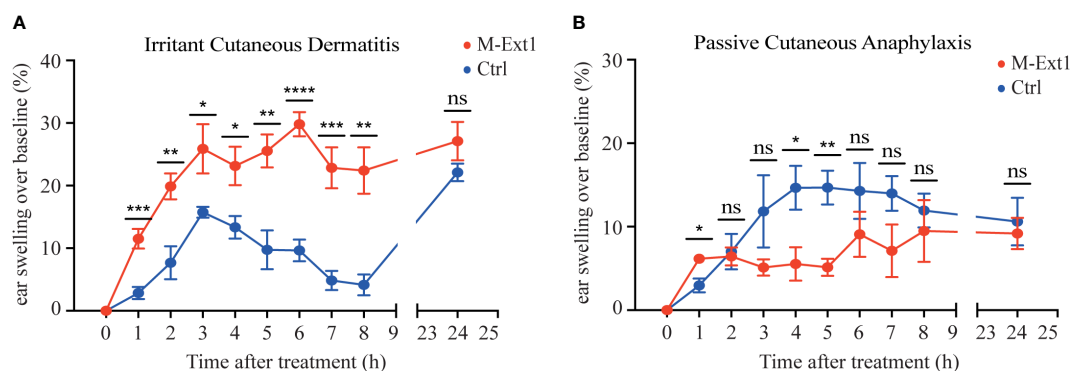 A
Irritant Cutaneous Dermatitis
M-Ext1
Ctrl
ear swelling over baseline (%)
40
30
20
10
0
***
**
*
*
**
****
***
**
ns
0 1 2 3 4 5 6 7 8 9 23 24 25
Time after treatment (h)
B
Passive Cutaneous Anaphylaxis
M-Ext1
Ctrl
ear swelling over baseline (%)
30
20
10
0
*
ns
ns
*
**
ns
ns
ns
ns
0 1 2 3 4 5 6 7 8 9 23 24 25
Time after treatment (h)